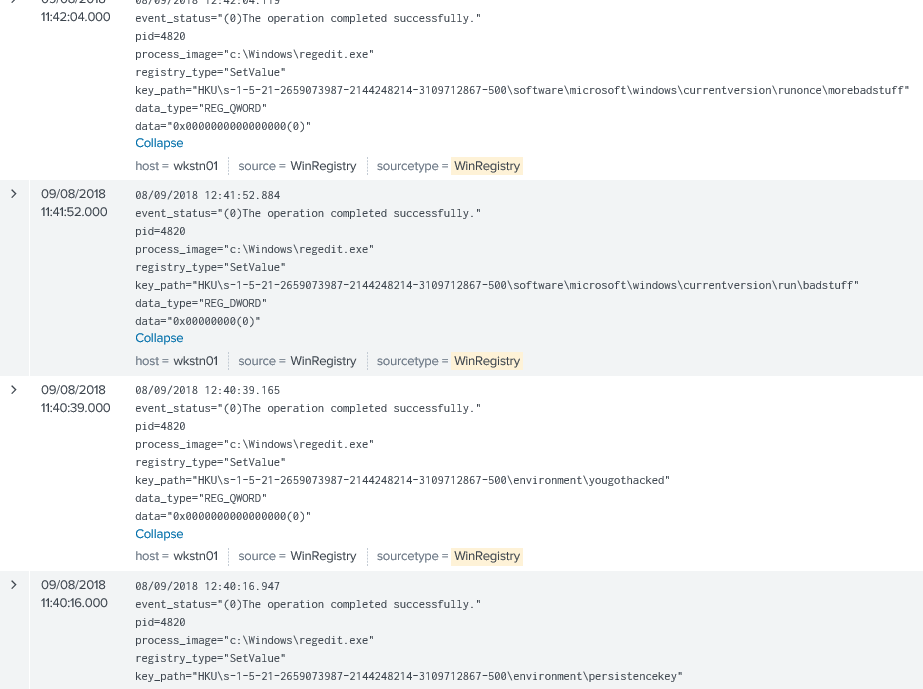 09/08/2018 08/09/2018 12:42:04.119
11:42:04.000 event_status="(0)The operation completed successfully."
pid=4820
process_image="c:\Windows\regedit.exe"
registry_type="SetValue"
key_path="HKU\s-1-5-21-2659073987-2144248214-3109712867-500\software\microsoft\windows\currentversion\runonce\morebadstuff"
data_type="REG_QWORD"
data="0x0000000000000000(0)"
Collapse
host = wkstn01 source = WinRegistry sourcetype = WinRegistry
09/08/2018 08/09/2018 12:41:52.884
11:41:52.000 event_status="(0)The operation completed successfully."
pid=4820
process_image="c:\Windows\regedit.exe"
registry_type="SetValue"
key_path="HKU\s-1-5-21-2659073987-2144248214-3109712867-500\software\microsoft\windows\currentversion\run\badstuff"
data_type="REG_DWORD"
data="0x00000000(0)"
Collapse
host = wkstn01 source = WinRegistry sourcetype = WinRegistry
09/08/2018 08/09/2018 12:40:39.165
11:40:39.000 event_status="(0)The operation completed successfully."
pid=4820
process_image="c:\Windows\regedit.exe"
registry_type="SetValue"
key_path="HKU\s-1-5-21-2659073987-2144248214-3109712867-500\environment\yougothacked"
data_type="REG_QWORD"
data="0x0000000000000000(0)"
Collapse
host = wkstn01 source = WinRegistry sourcetype = WinRegistry
09/08/2018 08/09/2018 12:40:16.947
11:40:16.000 event_status="(0)The operation completed successfully."
pid=4820
process_image="c:\Windows\regedit.exe"
registry_type="SetValue"
key_path="HKU\s-1-5-21-2659073987-2144248214-3109712867-500\environment\persistencekey"